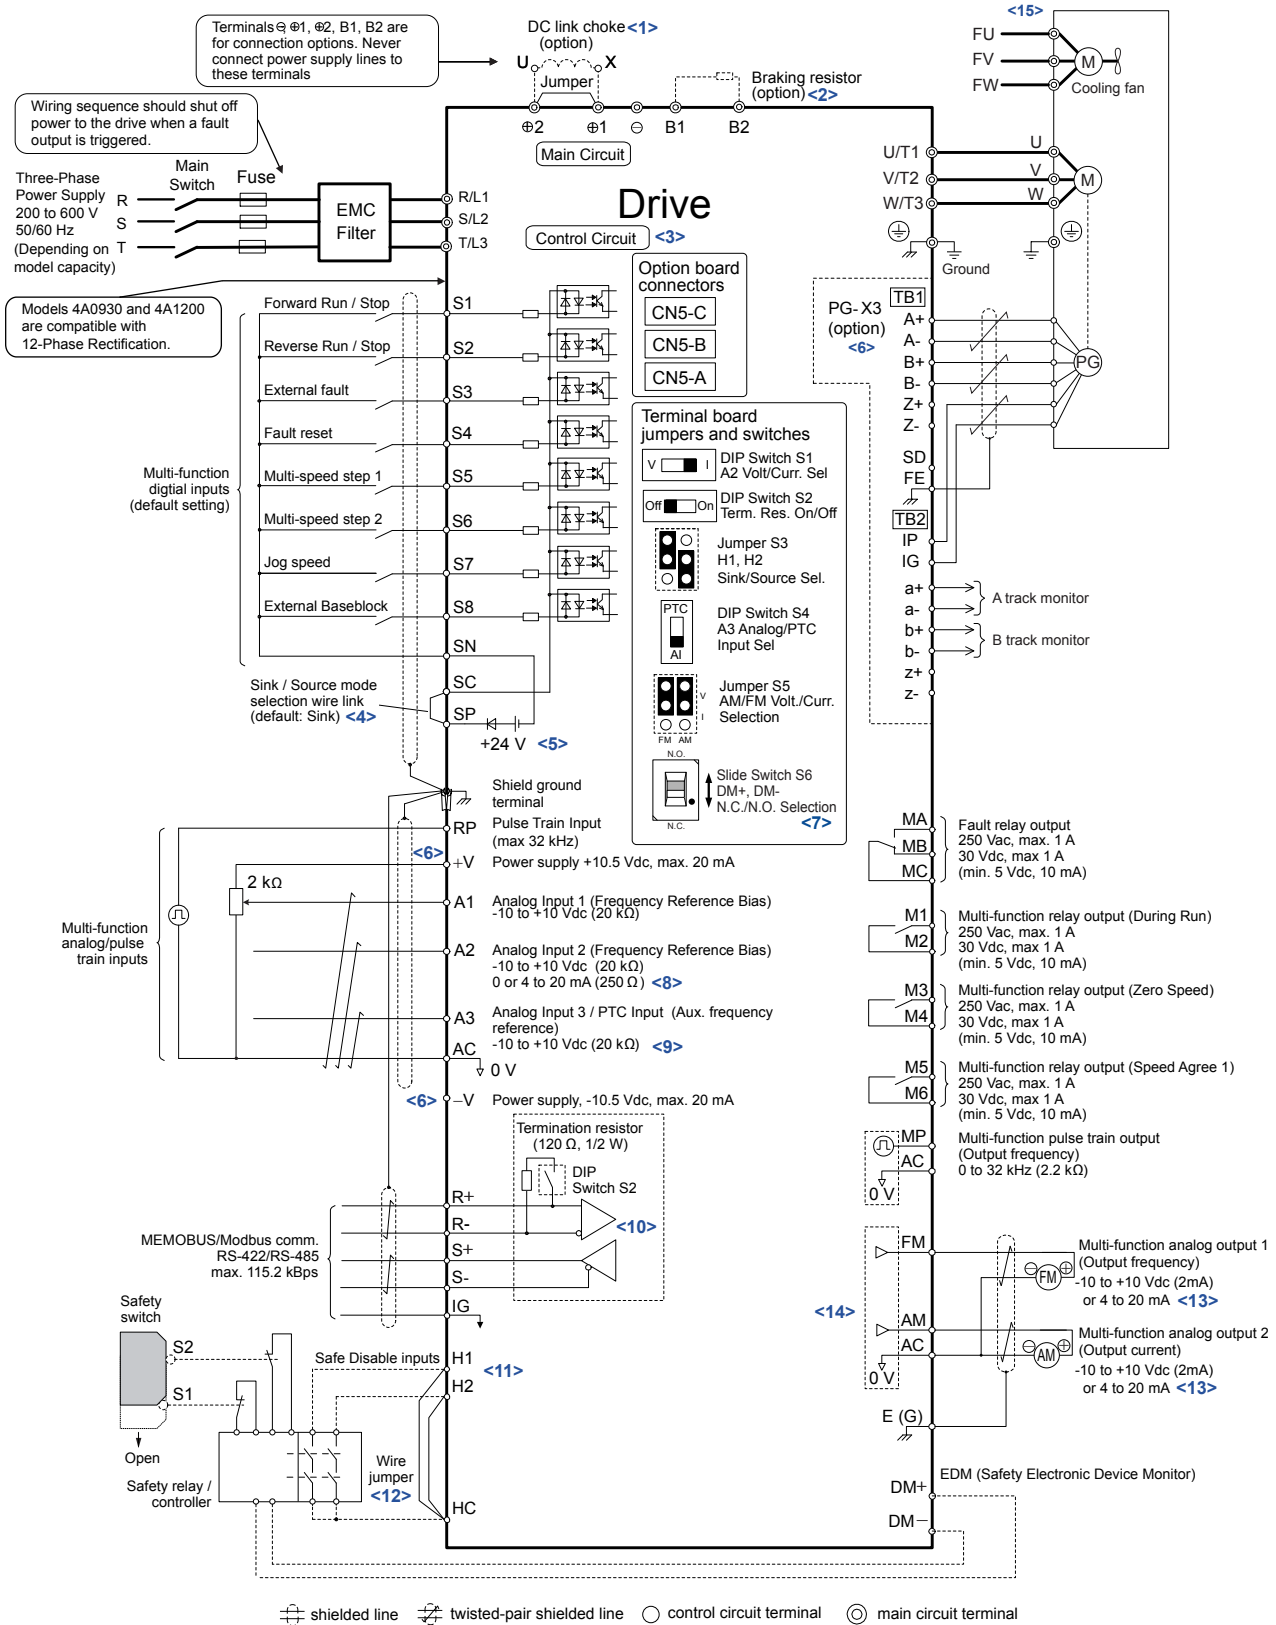 Terminals ⊖, ⊕1, ⊕2, B1, B2 are
for connection options. Never
connect power supply lines to
these terminals
DC link choke <1>
(option)
U
X
Jumper
Braking resistor
(option) <2>
⊕2
⊕1
⊖
B1
B2
Main Circuit
<15>
FU
FV
FW
M
Cooling fan
Wiring sequence should shut off
power to the drive when a fault
output is triggered.
Three-Phase
Power Supply
200 to 600 V
50/60 Hz
(Depending on
model capacity)
R
S
T
Main
Switch
Fuse
EMC
Filter
R/L1
S/L2
T/L3
Drive
Control Circuit <3>
U/T1
V/T2
W/T3
U
V
W
M
Ground
Models 4A0930 and 4A1200
are compatible with
12-Phase Rectification.
Option board
connectors
CN5-C
CN5-B
CN5-A
PG-X3
(option)
<6>
TB1
A+
A-
B+
B-
Z+
Z-
SD
FE
TB2
IP
IG
a+
a-
b+
b-
z+
z-
PG
A track monitor
B track monitor
Multi-function
digtial inputs
(default setting)
Forward Run / Stop
S1
Reverse Run / Stop
S2
External fault
S3
Fault reset
S4
Multi-speed step 1
S5
Multi-speed step 2
S6
Jog speed
S7
External Baseblock
S8
SN
SC
SP
Sink / Source mode
selection wire link
(default: Sink) <4>
+24 V <5>
Terminal board
jumpers and switches
V
I
DIP Switch S1
A2 Volt/Curr. Sel
Off
On
DIP Switch S2
Term. Res. On/Off
Jumper S3
H1, H2
Sink/Source Sel.
PTC
AI
DIP Switch S4
A3 Analog/PTC
Input Sel
V
I
FM AM
Jumper S5
AM/FM Volt./Curr.
Selection
N.O.
N.C.
Slide Switch S6
DM+, DM-
N.C./N.O. Selection
<7>
Shield ground
terminal
Multi-function
analog/pulse
train inputs
2 kΩ
RP
Pulse Train Input
(max 32 kHz)
<6>
+V
Power supply +10.5 Vdc, max. 20 mA
A1
Analog Input 1 (Frequency Reference Bias)
-10 to +10 Vdc (20 kΩ)
A2
Analog Input 2 (Frequency Reference Bias)
-10 to +10 Vdc (20 kΩ)
0 or 4 to 20 mA (250 Ω) <8>
A3
Analog Input 3 / PTC Input (Aux. frequency
reference)
-10 to +10 Vdc (20 kΩ) <9>
AC
0 V
<6>
−V
Power supply, -10.5 Vdc, max. 20 mA
MA
MB
MC
Fault relay output
250 Vac, max. 1 A
30 Vdc, max 1 A
(min. 5 Vdc, 10 mA)
M1
M2
Multi-function relay output (During Run)
250 Vac, max. 1 A
30 Vdc, max 1 A
(min. 5 Vdc, 10 mA)
M3
M4
Multi-function relay output (Zero Speed)
250 Vac, max. 1 A
30 Vdc, max 1 A
(min. 5 Vdc, 10 mA)
M5
M6
Multi-function relay output (Speed Agree 1)
250 Vac, max. 1 A
30 Vdc, max 1 A
(min. 5 Vdc, 10 mA)
MP
AC
0 V
Multi-function pulse train output
(Output frequency)
0 to 32 kHz (2.2 kΩ)
Termination resistor
(120 Ω, 1/2 W)
DIP
Switch S2
<10>
MEMOBUS/Modbus comm.
RS-422/RS-485
max. 115.2 kBps
R+
R-
S+
S-
IG
<14>
FM
AM
AC
0 V
E (G)
FM
AM
Multi-function analog output 1
(Output frequency)
-10 to +10 Vdc (2mA)
or 4 to 20 mA <13>
Multi-function analog output 2
(Output current)
-10 to +10 Vdc (2mA)
or 4 to 20 mA <13>
Safety
switch
S2
S1
Open
Safety relay /
controller
Safe Disable inputs
H1
<11>
H2
Wire
jumper
<12>
HC
EDM (Safety Electronic Device Monitor)
DM+
DM−
shielded line
twisted-pair shielded line
control circuit terminal
main circuit terminal